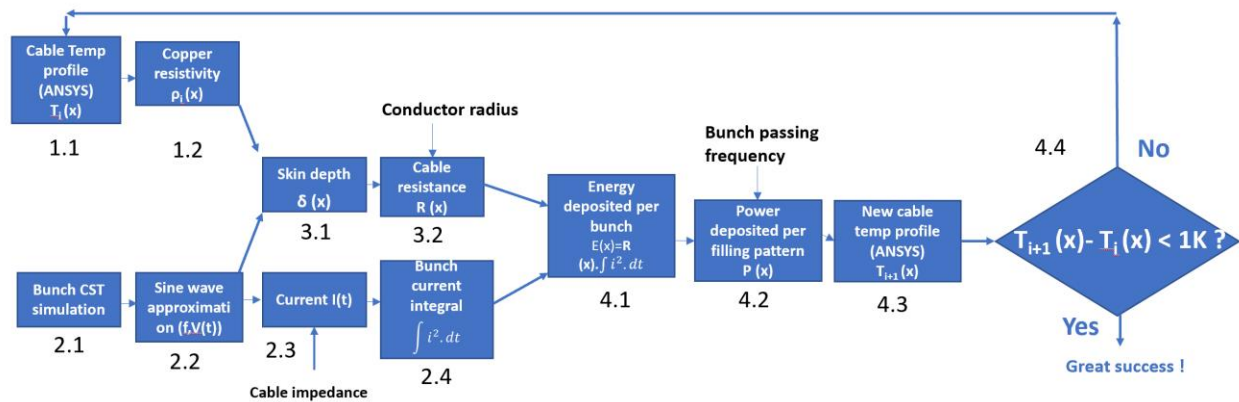 Cable Temp
profile
(ANSYS)
Tᵢ(x)
1.1
Copper
resistivity
ρᵢ(x)
1.2
Conductor radius
Skin depth
δ (x)
3.1
Cable
resistance
R (x)
3.2
Bunch CST
simulation
2.1
Sine wave
approximati
on (f,V(t))
2.2
Current I(t)
2.3
Cable impedance
Bunch
current
integral
∫ i².dt
2.4
Energy
deposited per
bunch
E(x)=R
(x).∫ i².dt
4.1
Bunch passing
frequency
Power
deposited per
filling pattern
P (x)
4.2
New cable
temp profile
(ANSYS)
Tᵢ₊₁(x)
4.3
4.4
No
Tᵢ₊₁(x)- Tᵢ(x) < 1K ?
Yes
Great success !